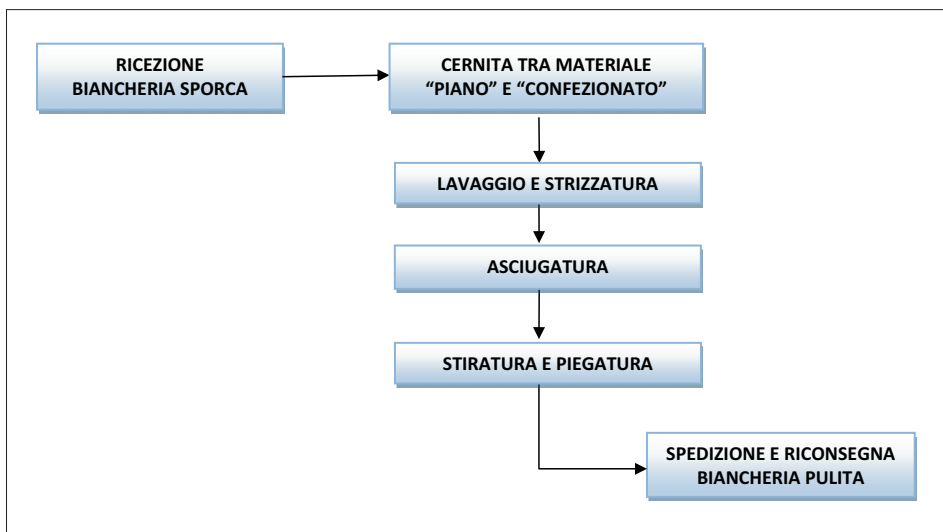 RICEZIONE
BIANCHERIA SPORCA
CERNITA TRA MATERIALE
“PIANO” E “CONFEZIONATO”
LAVAGGIO E STRIZZATURA
ASCIUGATURA
STIRATURA E PIEGATURA
SPEDIZIONE E RICONSEGNA
BIANCHERIA PULITA